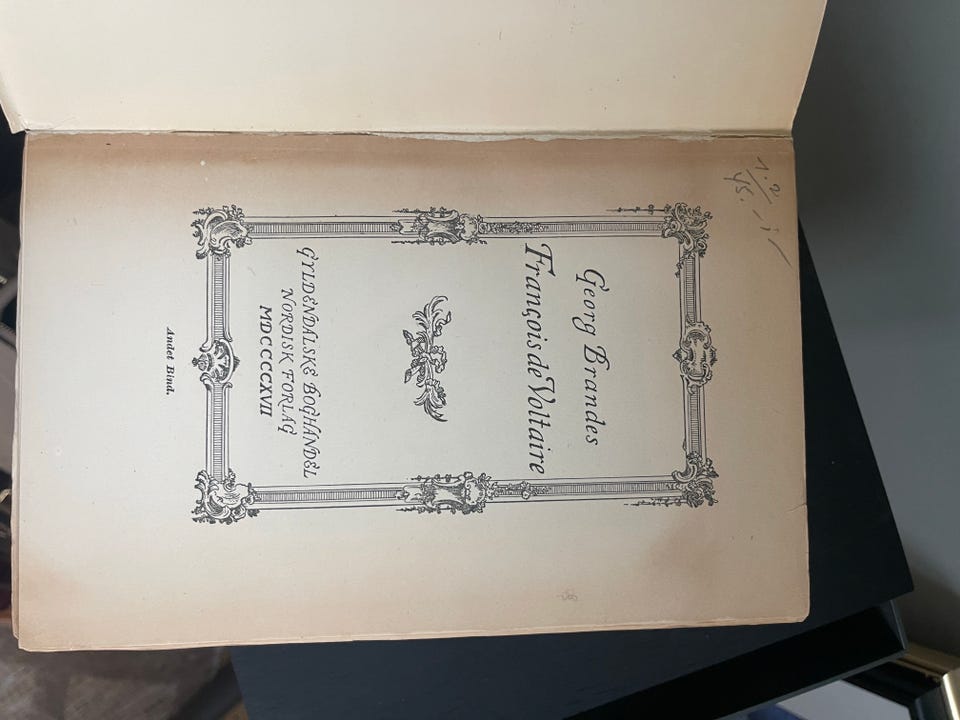 Georg Brandes
François de Voltaire
GYLDENDALSKE BOGHANDEL
NORDISK FORLAG
MDCCCCXVII
Andet Bind.